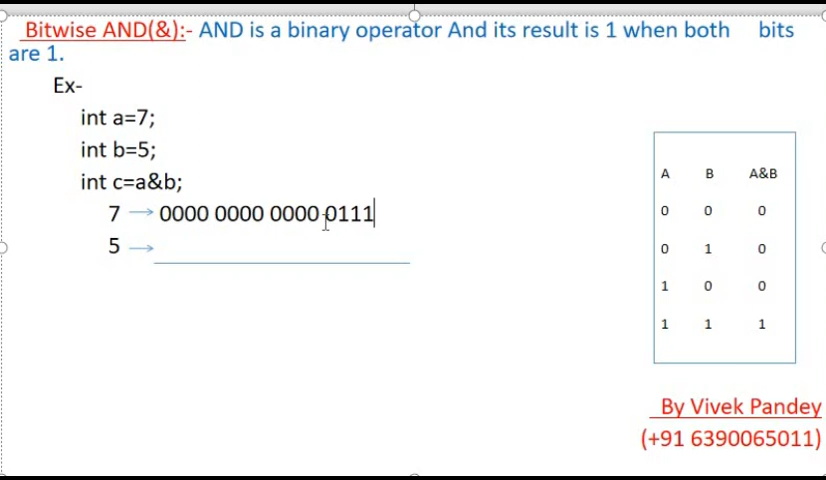 Bitwise AND(&):- AND is a binary operator And its result is 1 when both bits
are 1.
Ex-
int a=7;
int b=5;
int c=a&b;
7 → 0000 0000 0000 0111
5 →
A B A&B
0 0 0
0 1 0
1 0 0
1 1 1
By Vivek Pandey
(+91 6390065011)